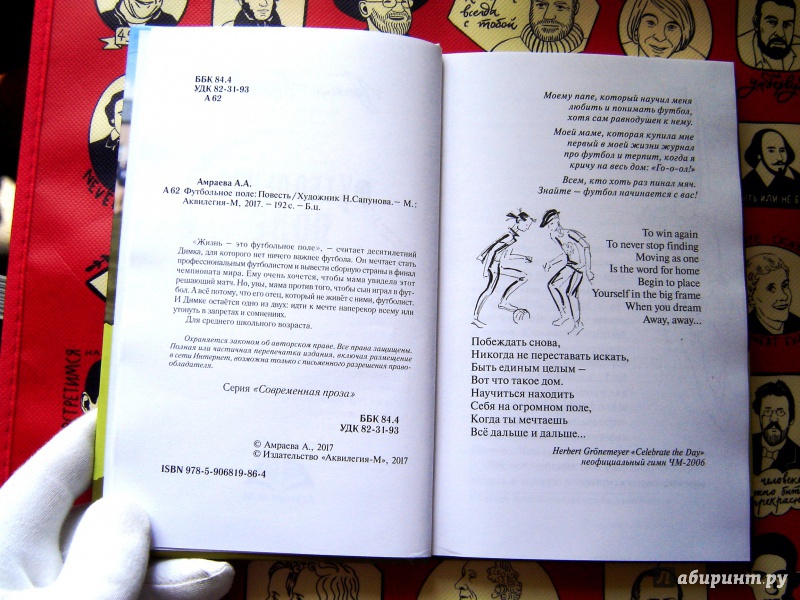 ББК 84.4
УДК 82-31-93
А 62
Амраева А.А.
А 62 Футбольное поле: Повесть / Художник Н.Сапунова. – М.:
Аквилегия-М, 2017. – 192 с. – Б.ц.
«Жизнь – это футбольное поле», – считает десятилетний
Димка, для которого нет ничего важнее футбола. Он мечтает стать
профессиональным футболистом и вывести сборную страны в финал
чемпионата мира. Ему очень хочется, чтобы мама увидела этот
решающий матч. Но, увы, мама против того, чтобы сын играл в фут-
бол. А всё потому, что его отец, который не живёт с ними, футболист.
И Димке остаётся одно из двух: идти к мечте наперекор всему или
утонуть в запретах и сомнениях.
Для среднего школьного возраста.
Охраняется законом об авторском праве. Все права защищены.
Полная или частичная перепечатка издания, включая размещение
в сети Интернет, возможна только с письменного разрешения право-
обладателя.
Серия «Современная проза»
ББК 84.4
УДК 82-31-93
© Амраева А., 2017
© Издательство «Аквилегия-М», 2017
ISBN 978-5-906819-86-4
Моему папе, который научил меня
любить и понимать футбол,
хотя сам равнодушен к нему.
Моей маме, которая купила мне
первый в моей жизни журнал
про футбол и терпит, когда я
кричу на весь дом: «Го-о-ол!»
Всем, кто хоть раз пинал мяч.
Знайте – футбол начинается с вас!
To win again
To never stop finding
Moving as one
Is the word for home
Begin to place
Yourself in the big frame
When you dream
Away, away...
Побеждать снова,
Никогда не переставать искать,
Быть единым целым –
Вот что такое дом.
Научиться находить
Себя на огромном поле,
Когда ты мечтаешь
Всё дальше и дальше...
Herbert Grönemeyer «Celebrate the Day»
неофициальный гимн ЧМ-2006
всегда
с тобой
NEVE
ЕСТРЕТИМСЯ
ТЬ ИЛИ НЕ Б
человек
лабиринт.ру